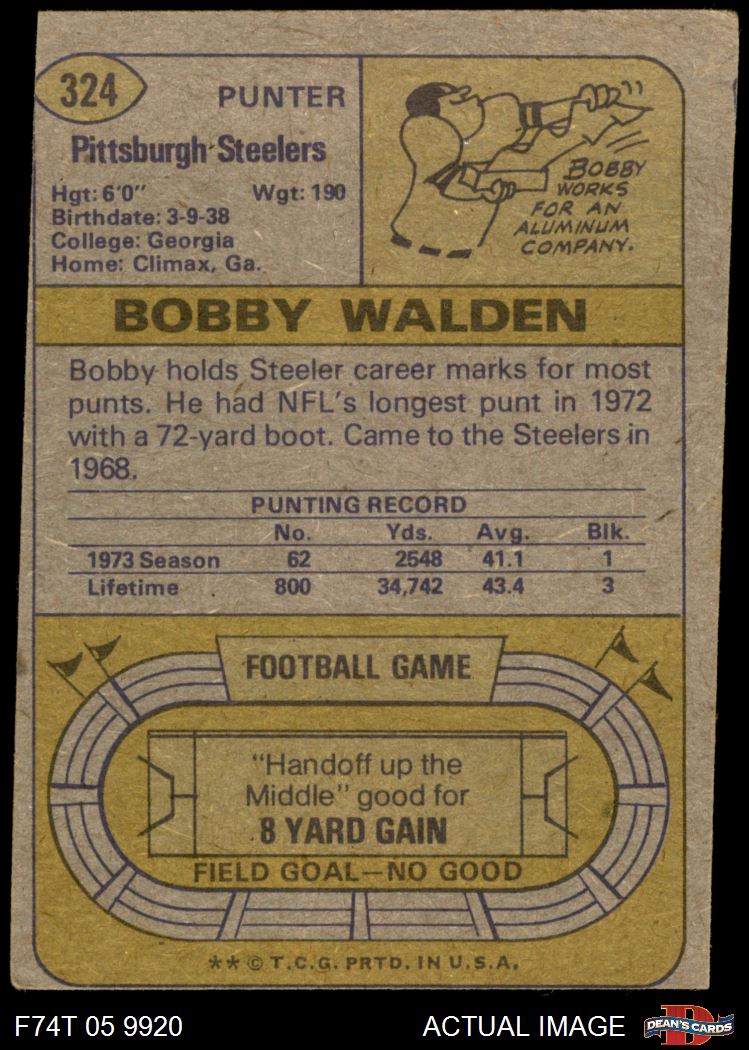 324
PUNTER
Pittsburgh Steelers
Hgt: 6'0" Wgt: 190
Birthdate: 3-9-38
College: Georgia
Home: Climax, Ga.
BOBBY
WORKS
FOR AN
ALUMINUM
COMPANY.
BOBBY WALDEN
Bobby holds Steeler career marks for most
punts. He had NFL's longest punt in 1972
with a 72-yard boot. Came to the Steelers in
1968.
PUNTING RECORD
No. Yds. Avg. Blk.
1973 Season 62 2548 41.1 1
Lifetime 800 34,742 43.4 3
FOOTBALL GAME
"Handoff up the
Middle" good for
8 YARD GAIN
FIELD GOAL—NO GOOD
** © T.C.G. PRTD. IN U.S.A.
F74T 05 9920 ACTUAL IMAGE
D
DEAN'S CARDS